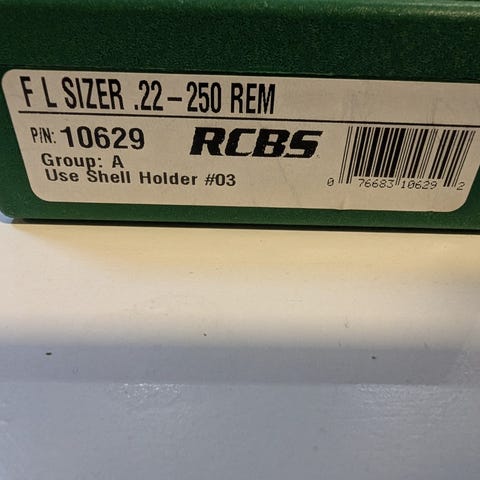 F L SIZER .22-250 REM
P/N: 10629 RCBS
Group: A
Use Shell Holder #03
0 76683 10629 2